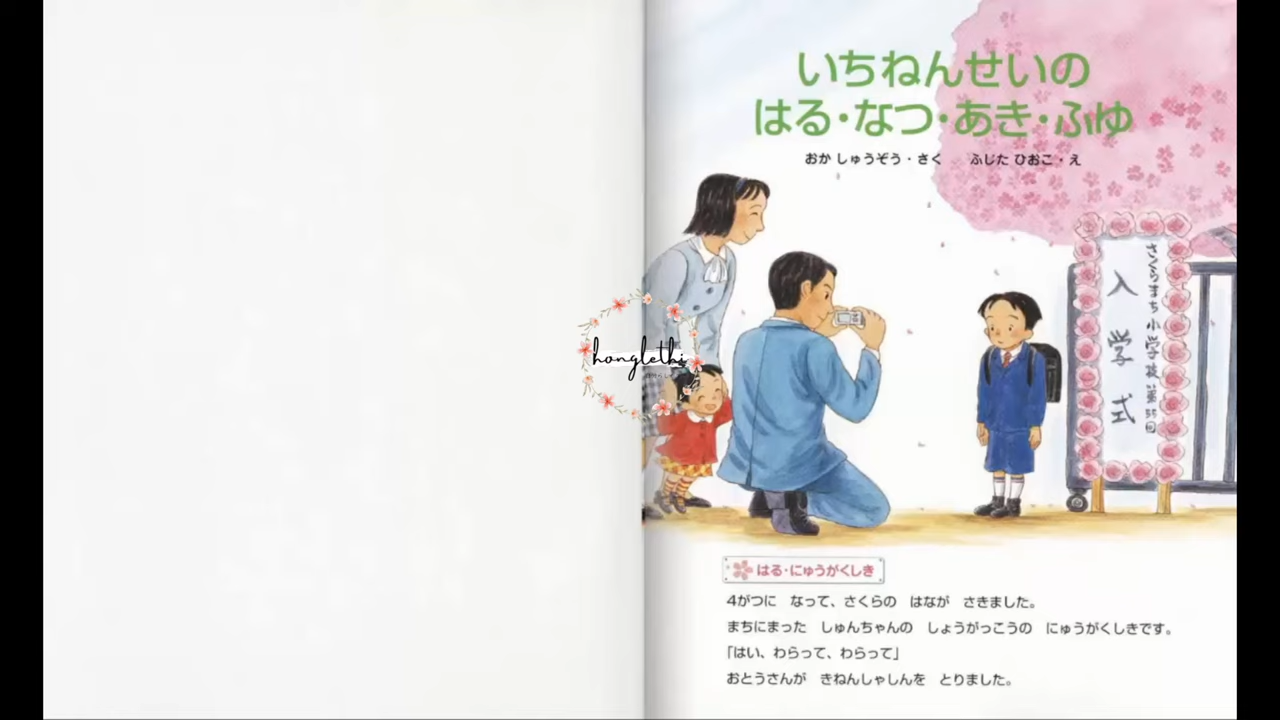 いちねんせいの
はる・なつ・あき・ふゆ
おか しゅうぞう・さく　ふじた ひおこ・え
さくらまち小学校第55回
入学式
honglethi
はる・にゅうがくしき
4がつに　なって、さくらの　はなが　さきました。
まちにまった　しゅんちゃんの　しょうがっこうの　にゅうがくしきです。
「はい、わらって、わらって」
おとうさんが　きねんしゃしんを　とりました。